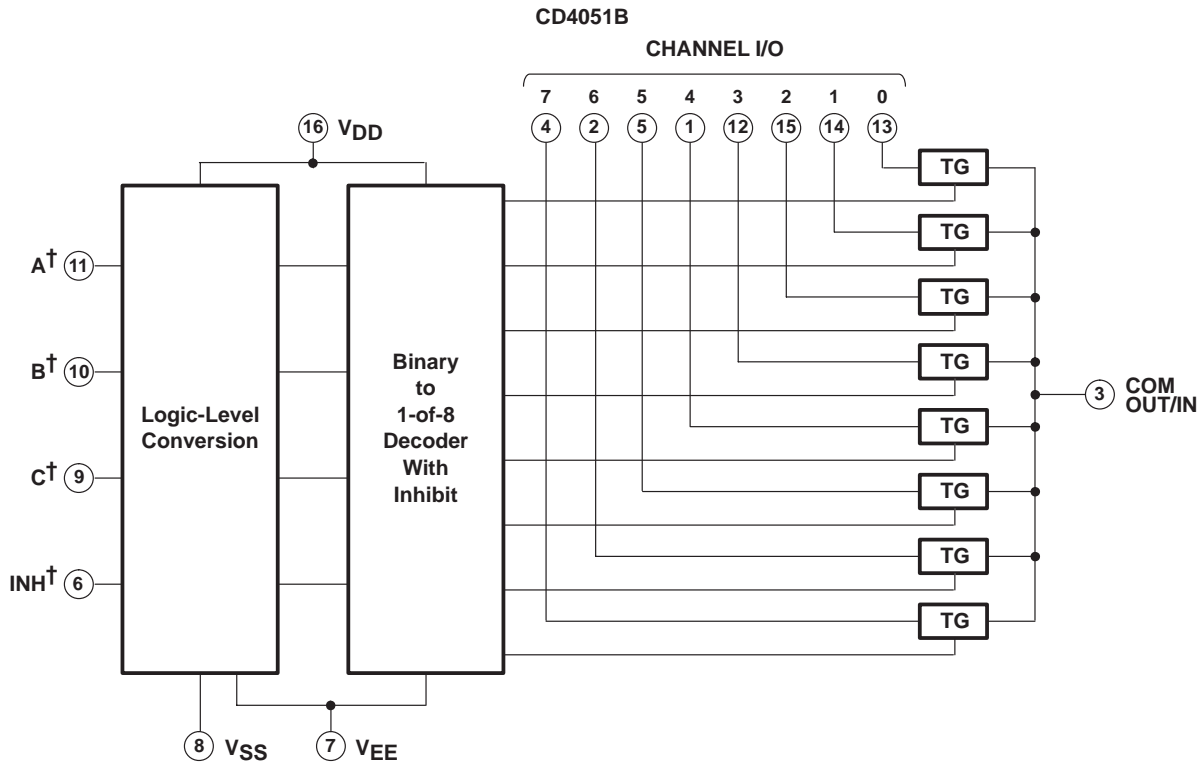 CD4051B
CHANNEL I/O
7 6 5 4 3 2 1 0
4 2 5 1 12 15 14 13
16 VDD
TG
TG
TG
TG
TG
TG
TG
TG
A† 11
B† 10
C† 9
INH† 6
Logic-Level
Conversion
Binary
to
1-of-8
Decoder
With
Inhibit
3 COM
OUT/IN
8 VSS
7 VEE